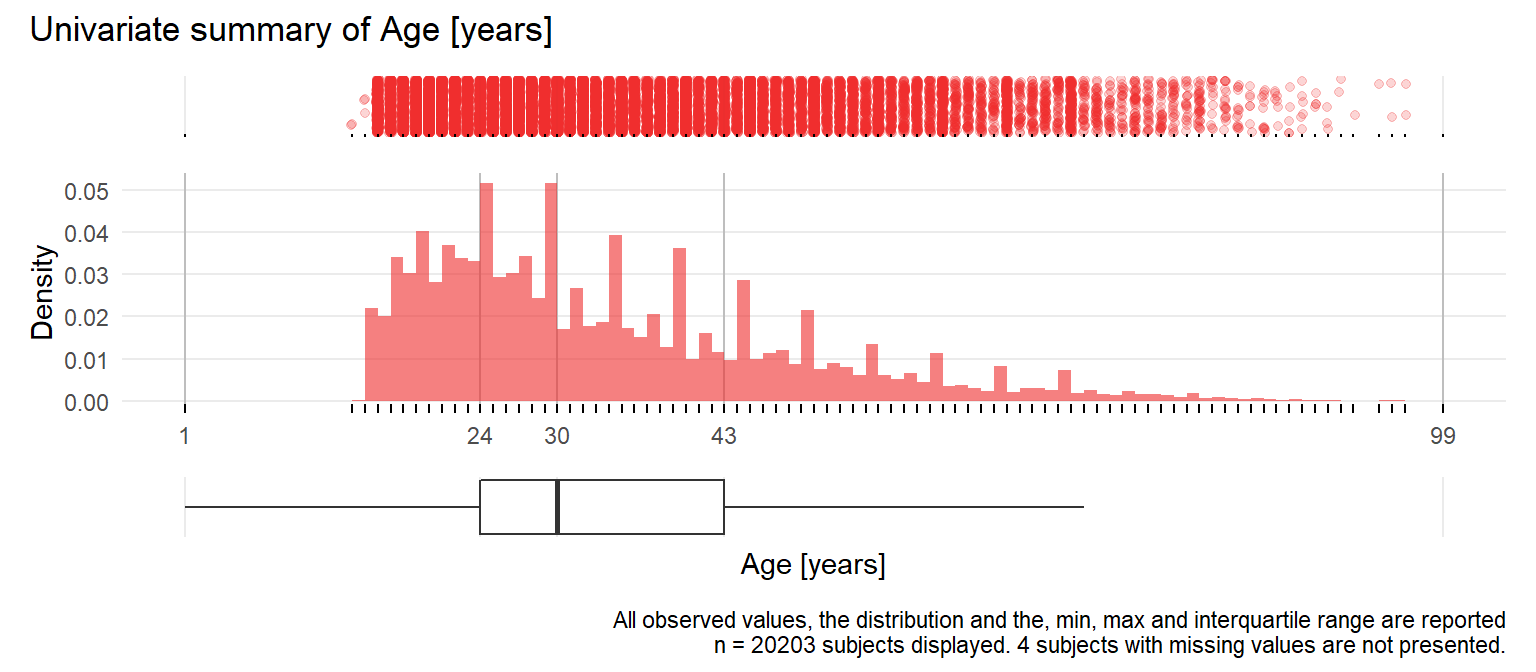 Univariate summary of Age [years]
Density
0.05
0.04
0.03
0.02
0.01
0.00
1 24 30 43 99
Age [years]
All observed values, the distribution and the, min, max and interquartile range are reported
n = 20203 subjects displayed. 4 subjects with missing values are not presented.